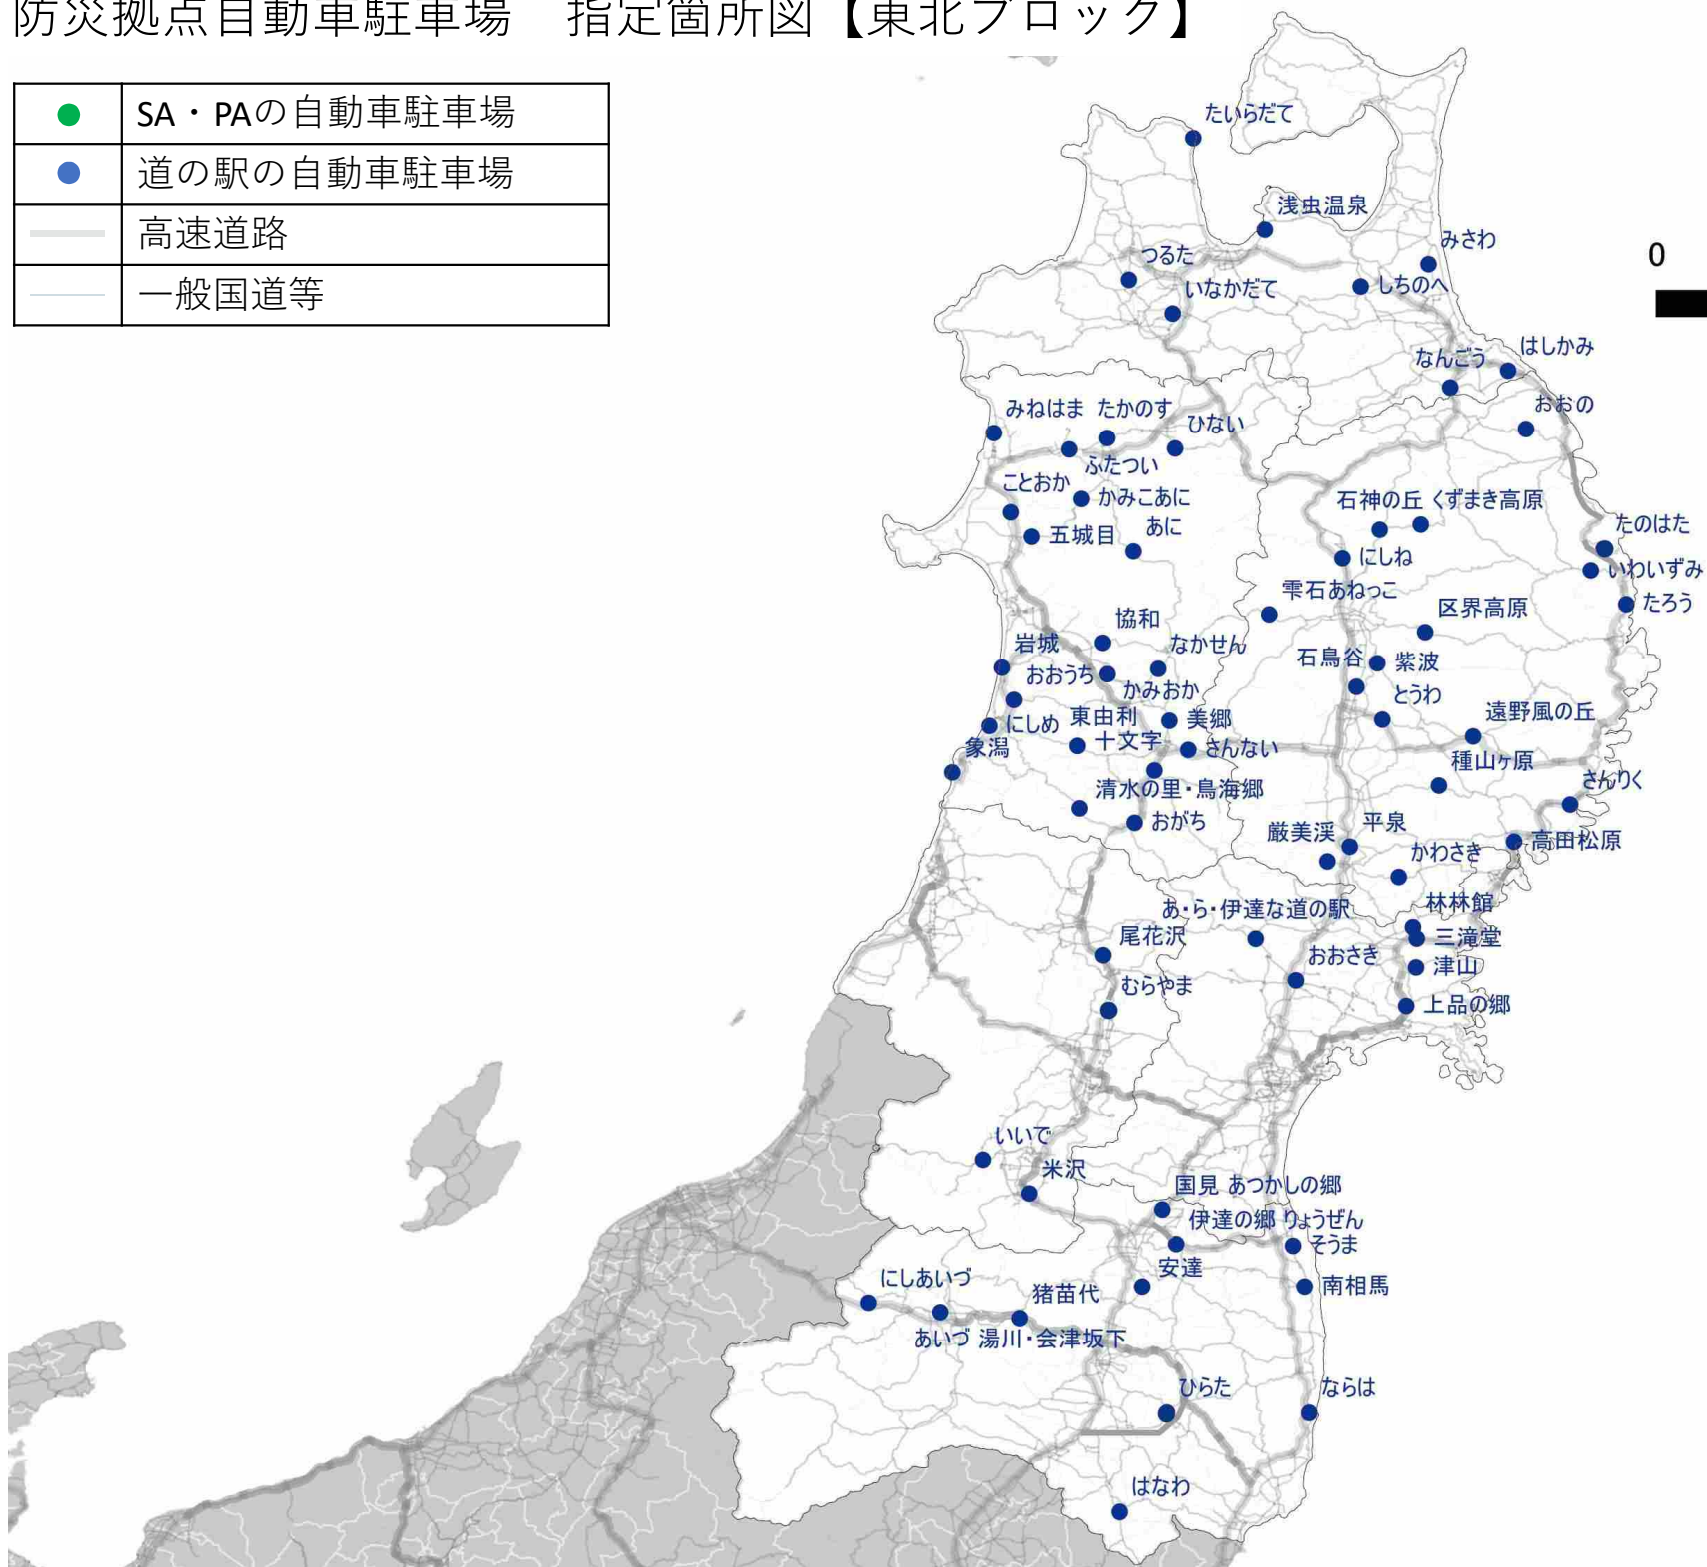 防災拠点自動車駐車場　指定箇所図【東北ブロック】
SA・PAの自動車駐車場
道の駅の自動車駐車場
高速道路
一般国道等
0
たいらだて
浅虫温泉
みさわ
つるた
しちのへ
いなかだて
はしかみ
なんごう
おおの
みねはま
たかのす
ひない
ふたつい
ことおか
かみこあに
石神の丘
くずまき高原
五城目
あに
たのはた
にしね
いわいずみ
雫石あねっこ
たろう
区界高原
協和
岩城
なかせん
石鳥谷
紫波
おおうち
かみおか
とうわ
遠野風の丘
東由利
美郷
にしめ
十文字
さんない
象潟
種山ヶ原
さんりく
清水の里・鳥海郷
おがち
厳美渓
平泉
高田松原
かわさき
林林館
あ・ら・伊達な道の駅
尾花沢
三滝堂
おおさき
津山
むらやま
上品の郷
いいで
米沢
国見 あつかしの郷
伊達の郷 りょうぜん
そうま
安達
にしあいづ
南相馬
猪苗代
あいづ 湯川・会津坂下
ひらた
ならは
はなわ